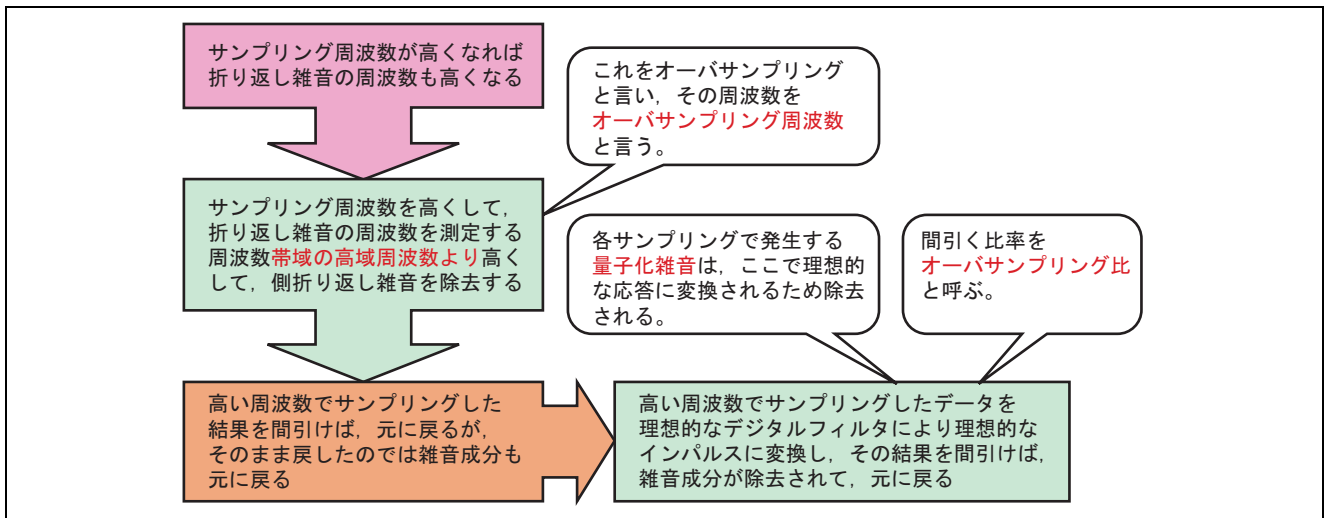 サンプリング周波数が高くなれば
折り返し雑音の周波数も高くなる
これをオーバサンプリング
と言い，その周波数を
オーバサンプリング周波数
と言う。
サンプリング周波数を高くして，
折り返し雑音の周波数を測定する
周波数帯域の高域周波数より高く
して，側折り返し雑音を除去する
各サンプリングで発生する
量子化雑音は，ここで理想的
な応答に変換されるため除去
される。
間引く比率を
オーバサンプリング比
と呼ぶ。
高い周波数でサンプリングした
結果を間引けば，元に戻るが，
そのまま戻したのでは雑音成分も
元に戻る
高い周波数でサンプリングしたデータを
理想的なデジタルフィルタにより理想的な
インパルスに変換し，その結果を間引けば，
雑音成分が除去されて，元に戻る